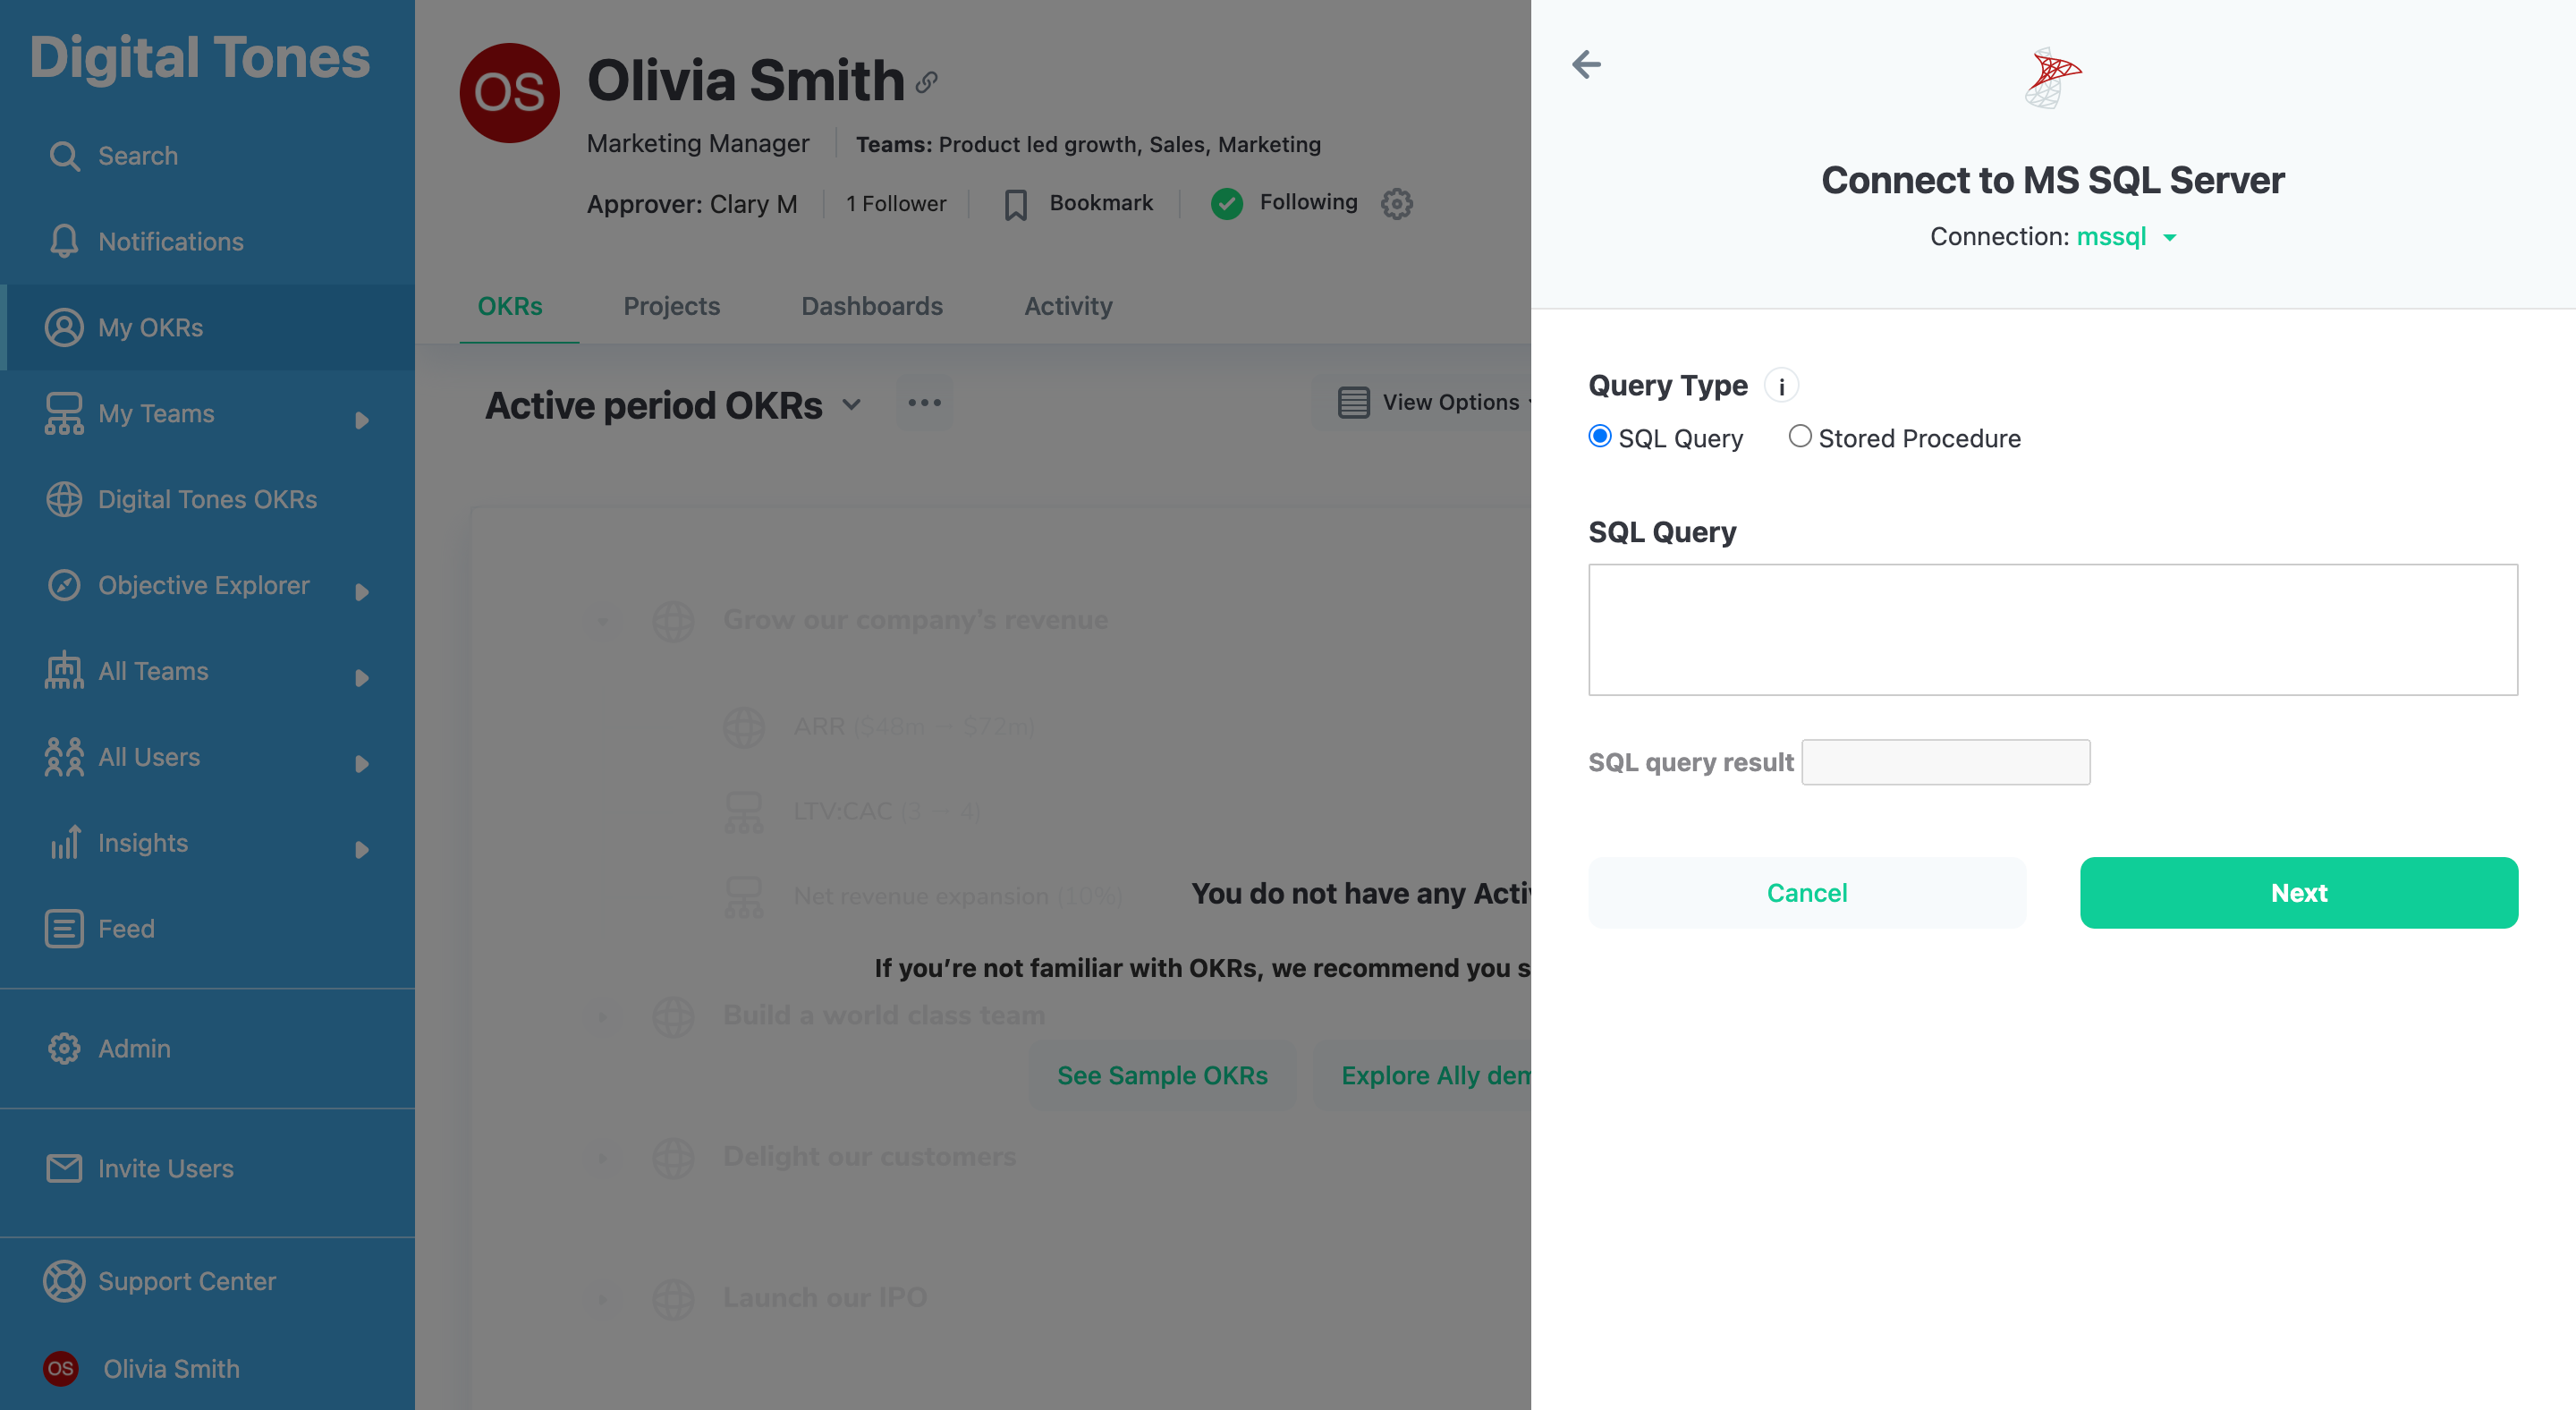 Digital Tones
Search
Notifications
My OKRs
My Teams
Digital Tones OKRs
Objective Explorer
All Teams
All Users
Insights
Feed
Admin
Invite Users
Support Center
OS Olivia Smith
OS
Olivia Smith
Marketing Manager Teams: Product led growth, Sales, Marketing
Approver: Clary M 1 Follower Bookmark Following
OKRs Projects Dashboards Activity
Active period OKRs View Options
Grow our company's revenue
ARR ($48m → $72m)
LTV:CAC (3 → 4)
Net revenue expansion (10%)
You do not have any Activ
If you’re not familiar with OKRs, we recommend you s
Build a world class team
See Sample OKRs Explore Ally dem
Delight our customers
Launch our IPO
Connect to MS SQL Server
Connection: mssql
Query Type i
SQL Query Stored Procedure
SQL Query
SQL query result
Cancel Next